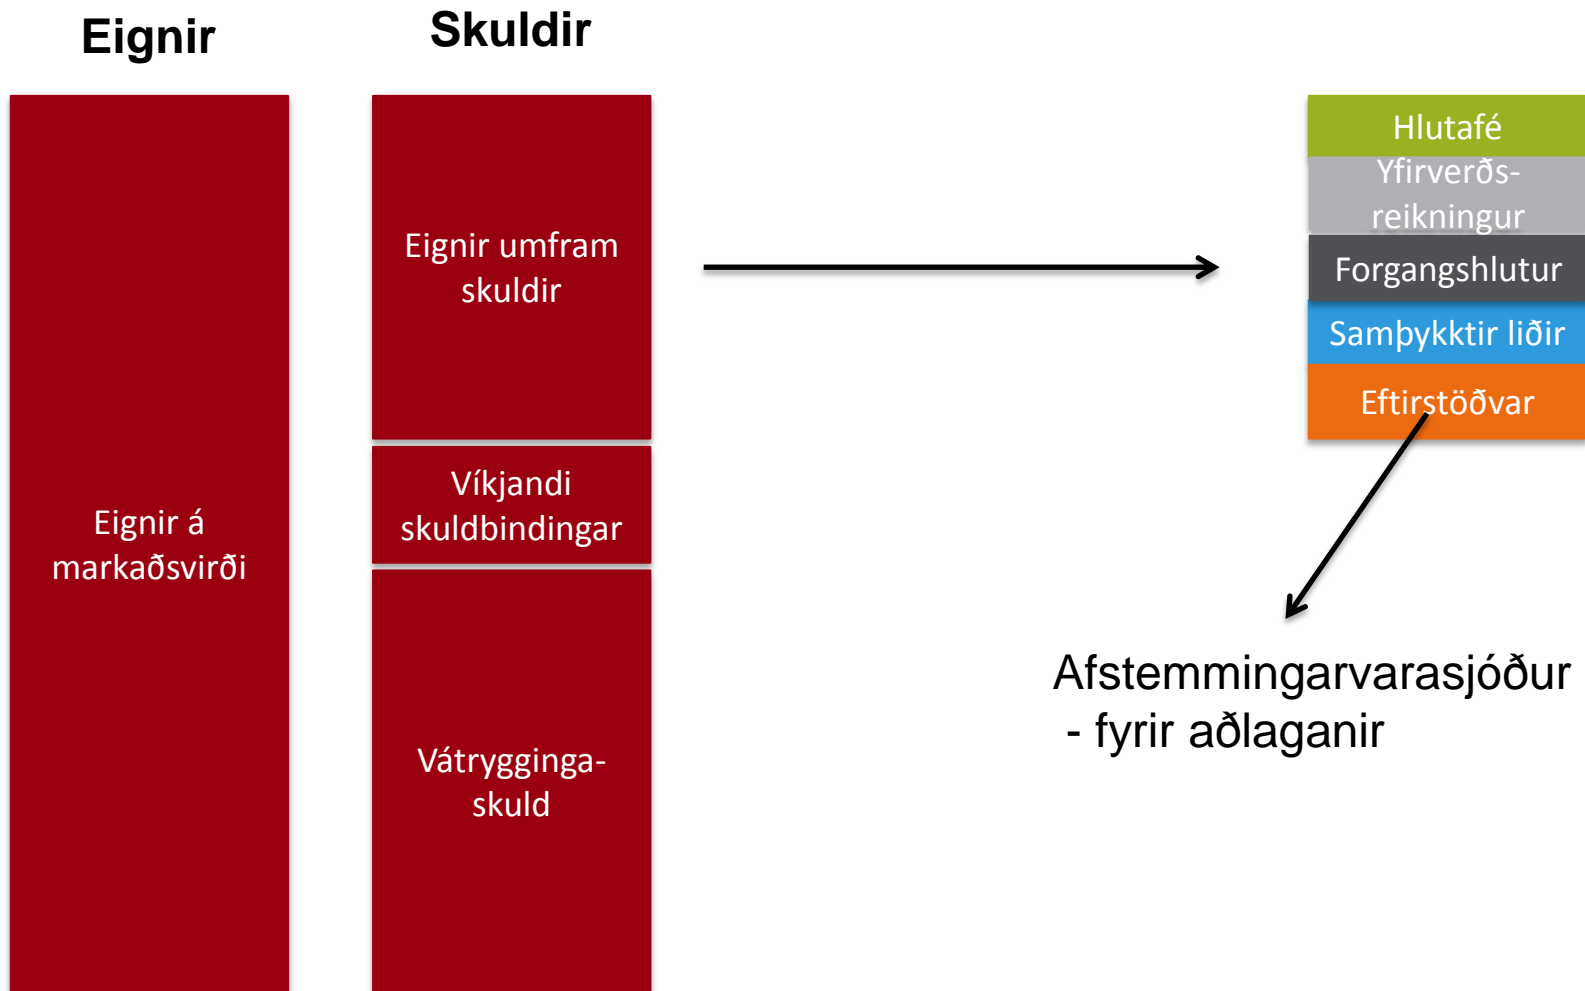 Eignir
Skuldir
Eignir á
markaðsvirði
Eignir umfram
skuldir
Víkjandi
skuldbindingar
Vátrygginga-
skuld
Hlutafé
Yfirverðs-
reikningur
Forgangshlutur
Samþykktir liðir
Eftirstöðvar
Afstemmingarvarasjóður
- fyrir aðlaganir